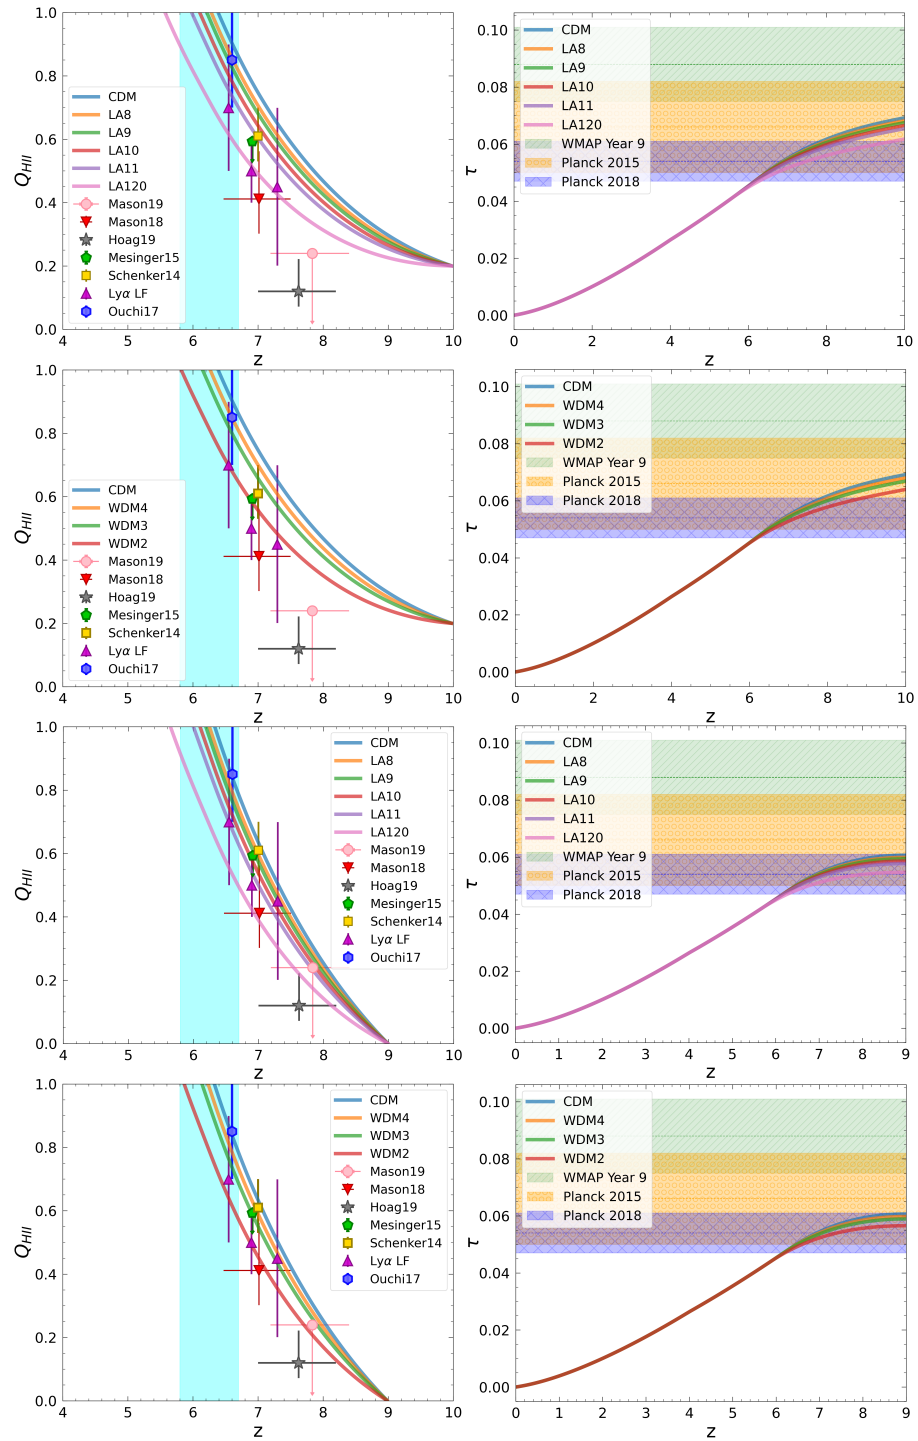 1.0
0.8
0.6
0.4
0.2
0.0
Q_HII
CDM
LA8
LA9
LA10
LA11
LA120
Mason19
Mason18
Hoag19
Mesinger15
Schenker14
Lyα LF
Ouchi17
4 5 6 7 8 9 10
z
0.10
0.08
0.06
0.04
0.02
0.00
τ
CDM
LA8
LA9
LA10
LA11
LA120
WMAP Year 9
Planck 2015
Planck 2018
0 2 4 6 8 10
z
1.0
0.8
0.6
0.4
0.2
0.0
Q_HII
CDM
WDM4
WDM3
WDM2
Mason19
Mason18
Hoag19
Mesinger15
Schenker14
Lyα LF
Ouchi17
4 5 6 7 8 9 10
z
0.10
0.08
0.06
0.04
0.02
0.00
τ
CDM
WDM4
WDM3
WDM2
WMAP Year 9
Planck 2015
Planck 2018
0 2 4 6 8 10
z
1.0
0.8
0.6
0.4
0.2
0.0
Q_HII
CDM
LA8
LA9
LA10
LA11
LA120
Mason19
Mason18
Hoag19
Mesinger15
Schenker14
Lyα LF
Ouchi17
4 5 6 7 8 9 10
z
0.10
0.08
0.06
0.04
0.02
0.00
τ
CDM
LA8
LA9
LA10
LA11
LA120
WMAP Year 9
Planck 2015
Planck 2018
0 1 2 3 4 5 6 7 8 9
z
1.0
0.8
0.6
0.4
0.2
0.0
Q_HII
CDM
WDM4
WDM3
WDM2
Mason19
Mason18
Hoag19
Mesinger15
Schenker14
Lyα LF
Ouchi17
4 5 6 7 8 9 10
z
0.10
0.08
0.06
0.04
0.02
0.00
τ
CDM
WDM4
WDM3
WDM2
WMAP Year 9
Planck 2015
Planck 2018
0 1 2 3 4 5 6 7 8 9
z